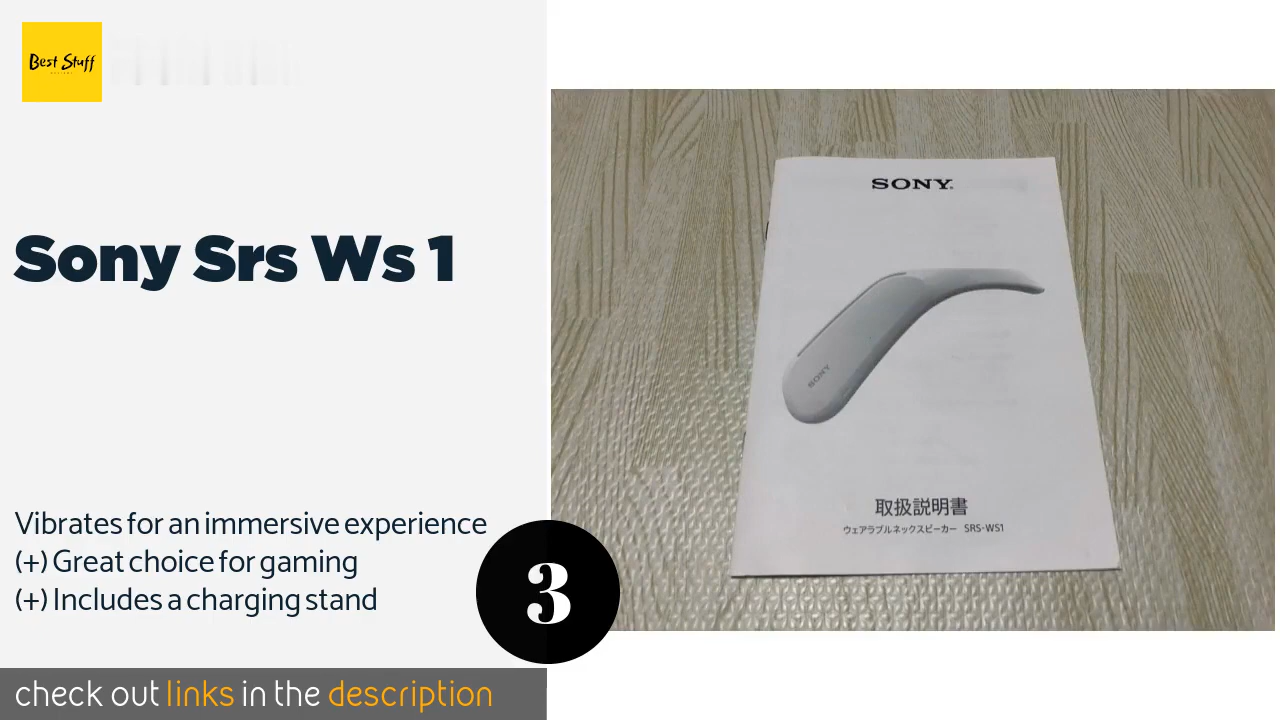 Best Stuff
Sony Srs Ws 1
Vibrates for an immersive experience
(+) Great choice for gaming
(+) Includes a charging stand
3
check out links in the description
SONY
SONY
取扱説明書
ウェアラブルネックスピーカー SRS-WS1